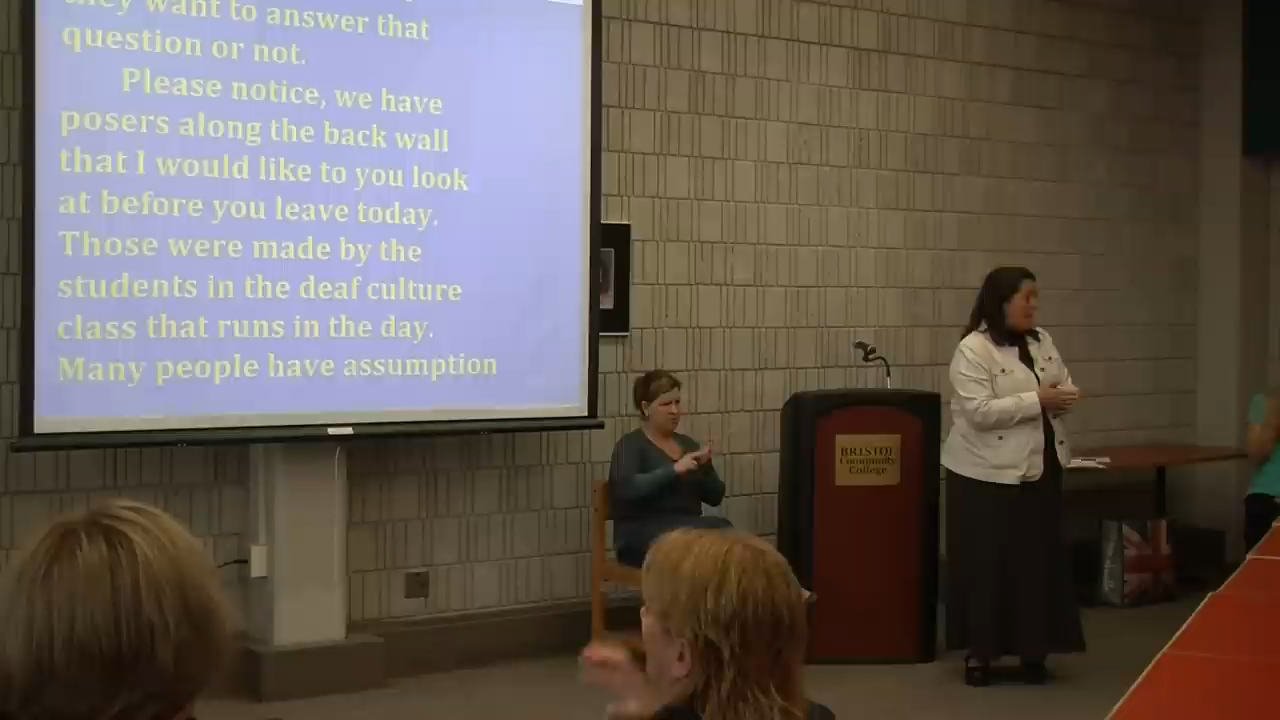 they want to answer that
question or not.
Please notice, we have
posers along the back wall
that I would like to you look
at before you leave today.
Those were made by the
students in the deaf culture
class that runs in the day.
Many people have assumption
BRISTOL
Community
College